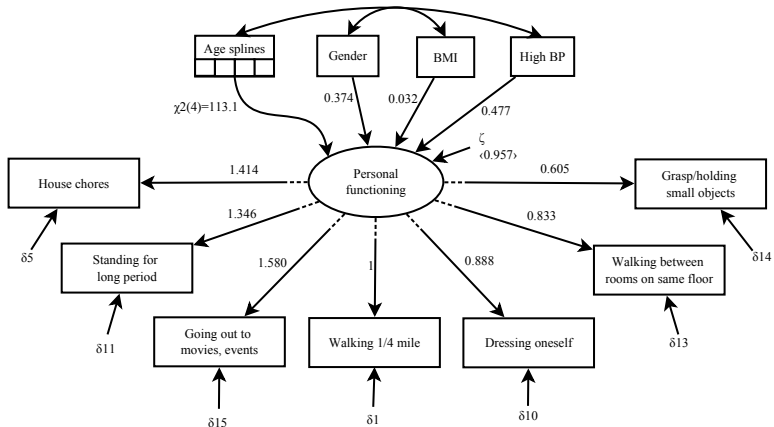 Age splines
Gender
BMI
High BP
χ2(4)=113.1
0.374
0.032
0.477
ζ
‹0.957›
Personal
functioning
1.414
0.605
House chores
Grasp/holding
small objects
1.346
0.833
δ5
δ14
Standing for
long period
1.580
1
0.888
Walking between
rooms on same floor
δ11
δ13
Going out to
movies, events
Walking 1/4 mile
Dressing oneself
δ15
δ1
δ10